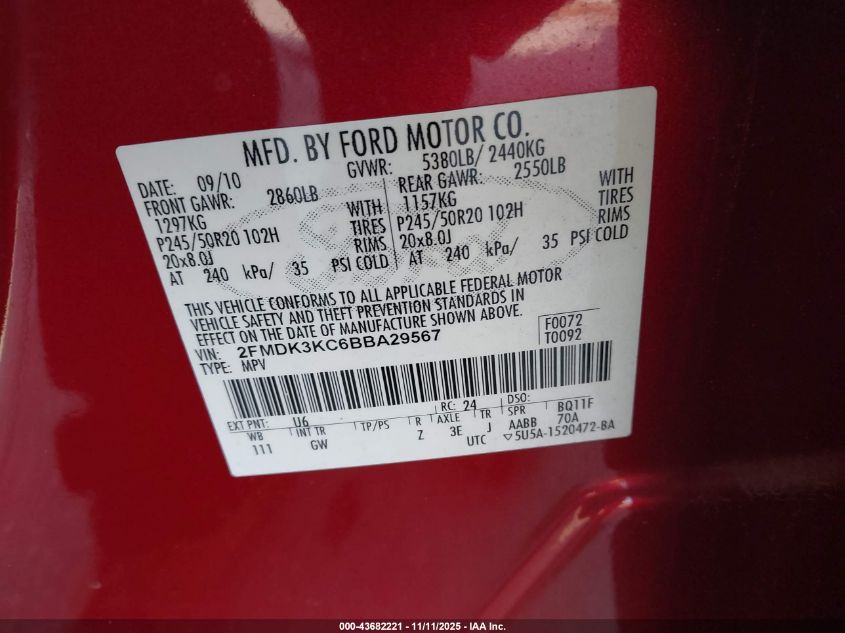 MFD. BY FORD MOTOR CO.
DATE: 09/10 GVWR: 5380LB/ 2440KG
FRONT GAWR: 2860LB REAR GAWR: 2550LB
1297KG WITH 1157KG WITH
P245/50R20 102H TIRES P245/50R20 102H TIRES
20x8.0J RIMS 20x8.0J RIMS
AT 240 kPa/ 35 PSI COLD AT 240 kPa/ 35 PSI COLD
THIS VEHICLE CONFORMS TO ALL APPLICABLE FEDERAL MOTOR
VEHICLE SAFETY AND THEFT PREVENTION STANDARDS IN
EFFECT ON THE DATE OF MANUFACTURE SHOWN ABOVE.
VIN: 2FMDK3KC6BBA29567 F0072
TYPE: MPV T0092
EXT PNT: U6 RC: 24 DSO:
WB INT TR TP/PS R AXLE TR SPR BQ11F
111 GW Z 3E J AABB 70A
UTC ▽5U5A-1520472-BA
000-43682221 - 11/11/2025 - IAA Inc.